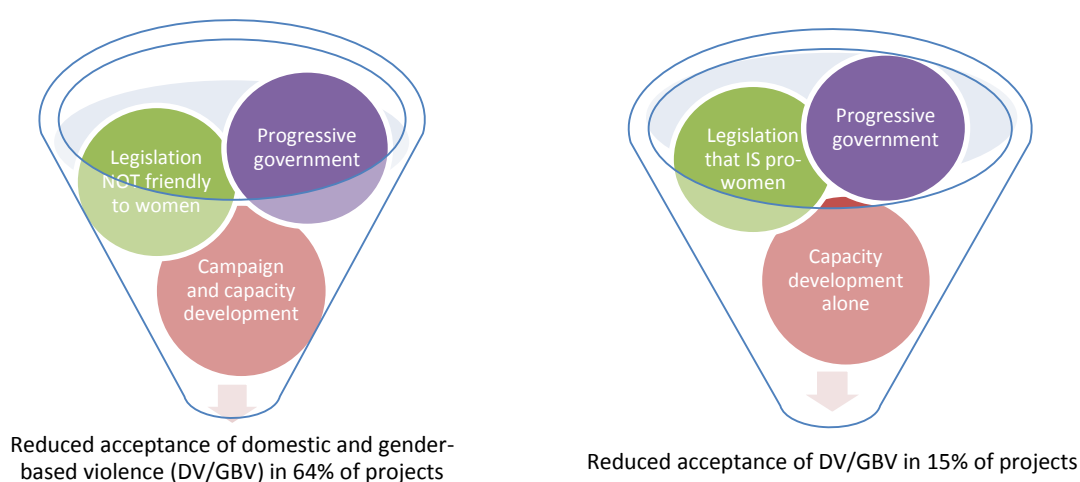 Legislation
NOT friendly
to women
Progressive
government
Campaign
and capacity
development
Reduced acceptance of domestic and gender-
based violence (DV/GBV) in 64% of projects
Legislation
that IS pro-
women
Progressive
government
Capacity
development
alone
Reduced acceptance of DV/GBV in 15% of projects